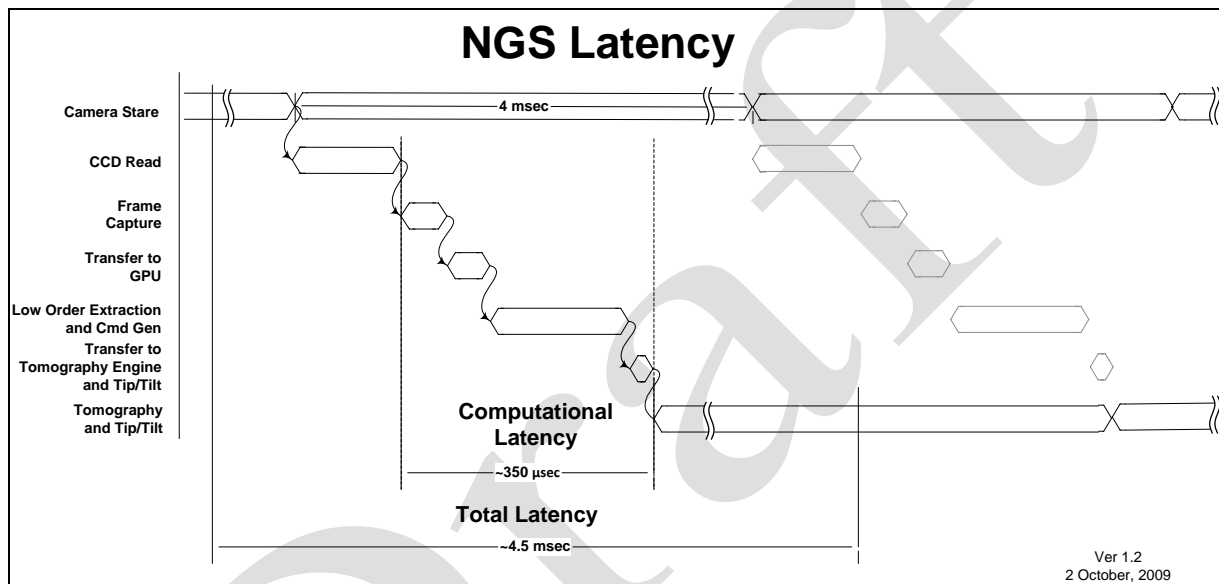 NGS Latency
Camera Stare
4 msec
CCD Read
Frame
Capture
Transfer to
GPU
Low Order Extraction
and Cmd Gen
Transfer to
Tomography Engine
and Tip/Tilt
Tomography
and Tip/Tilt
Computational
Latency
~350 µsec
Total Latency
~4.5 msec
Ver 1.2
2 October, 2009
Draft